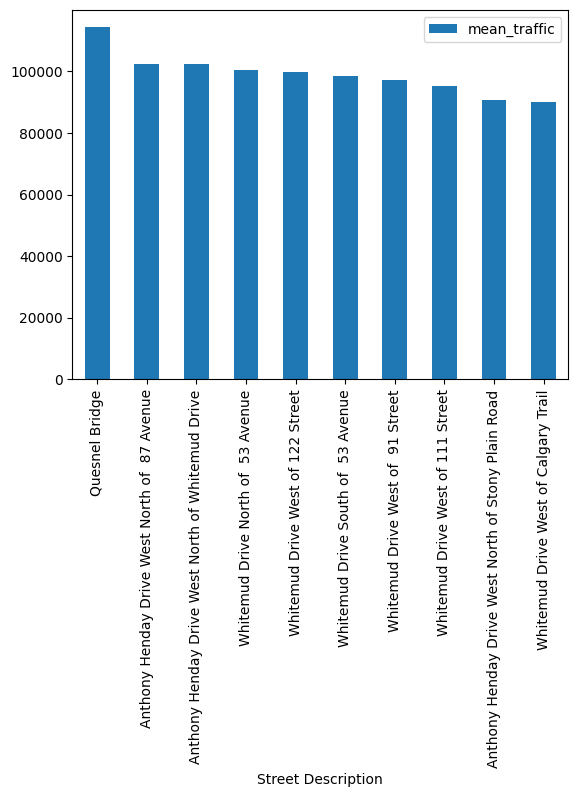 mean_traffic
100000
80000
60000
40000
20000
0
Quesnel Bridge
Anthony Henday Drive West North of  87 Avenue
Anthony Henday Drive West North of Whitemud Drive
Whitemud Drive North of  53 Avenue
Whitemud Drive West of 122 Street
Whitemud Drive South of  53 Avenue
Whitemud Drive West of  91 Street
Whitemud Drive West of 111 Street
Anthony Henday Drive West North of Stony Plain Road
Whitemud Drive West of Calgary Trail
Street Description